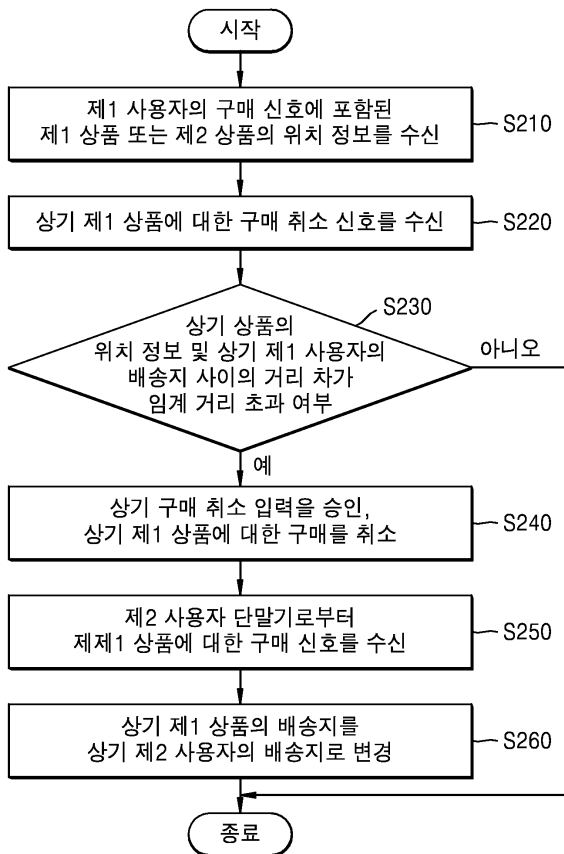 시작
제1 사용자의 구매 신호에 포함된
제1 상품 또는 제2 상품의 위치 정보를 수신
S210
상기 제1 상품에 대한 구매 취소 신호를 수신
S220
S230
상기 상품의
위치 정보 및 상기 제1 사용자의
배송지 사이의 거리 차가
임계 거리 초과 여부
아니오
예
상기 구매 취소 입력을 승인,
상기 제1 상품에 대한 구매를 취소
S240
제2 사용자 단말기로부터
제제1 상품에 대한 구매 신호를 수신
S250
상기 제1 상품의 배송지를
상기 제2 사용자의 배송지로 변경
S260
종료